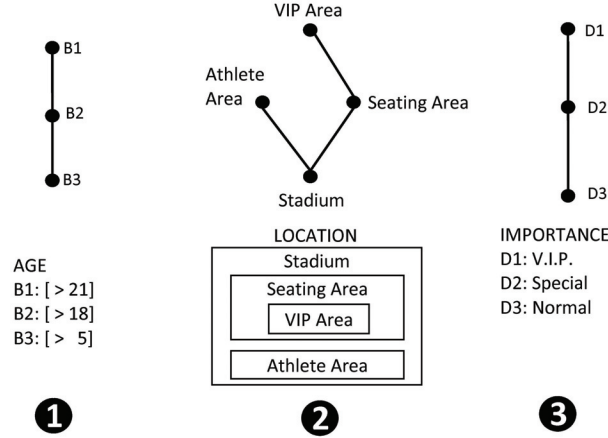 B1
B2
B3
AGE
B1: [ > 21]
B2: [ > 18]
B3: [ >   5]
1
VIP Area
Athlete
Area
Seating Area
Stadium
LOCATION
Stadium
Seating Area
VIP Area
Athlete Area
2
D1
D2
D3
IMPORTANCE
D1: V.I.P.
D2: Special
D3: Normal
3